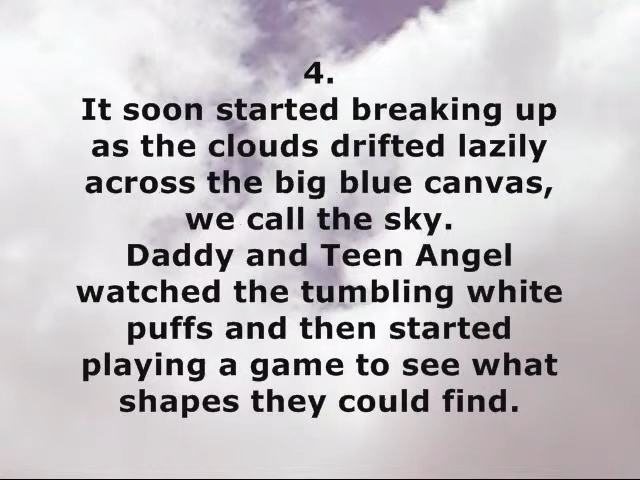 4.
It soon started breaking up
as the clouds drifted lazily
across the big blue canvas,
we call the sky.
Daddy and Teen Angel
watched the tumbling white
puffs and then started
playing a game to see what
shapes they could find.